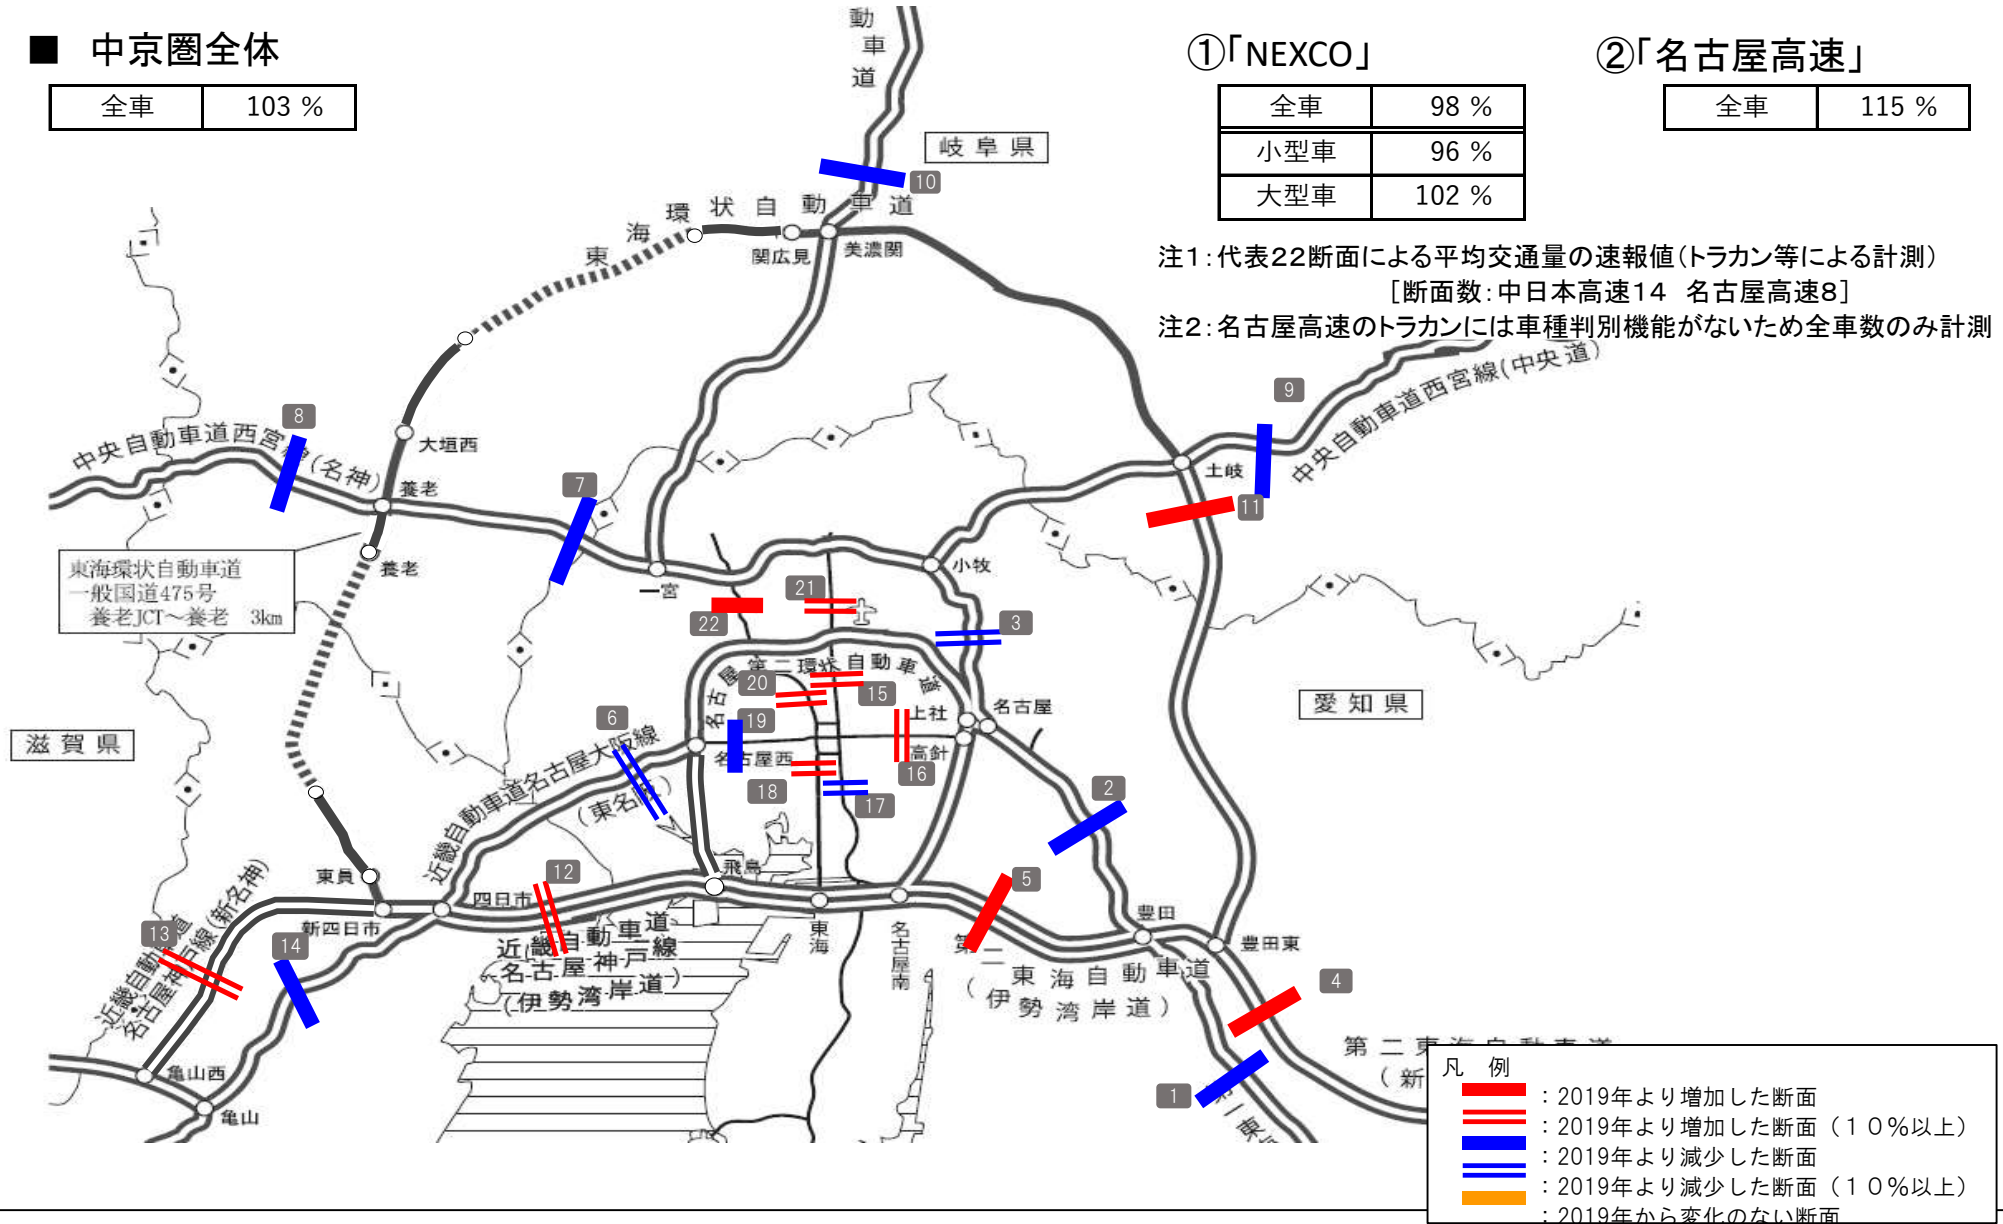 ■ 中京圏全体
全車 103 %
①「NEXCO」
全車 98 %
小型車 96 %
大型車 102 %
②「名古屋高速」
全車 115 %
注1：代表22断面による平均交通量の速報値（トラカン等による計測）
［断面数：中日本高速14 名古屋高速8］
注2：名古屋高速のトラカンには車種判別機能がないため全車数のみ計測
動車道
岐阜県
10
東海環状自動車道
関広見
美濃関
中央自動車道西宮線(中央道)
9
8
中央自動車道西宮線(名神)
大垣西
養老
7
土岐
11
養老
東海環状自動車道
一般国道475号
養老JCT～養老 3km
一宮
小牧
21
22
3
名古屋第二環状自動車道
20
15
上社
名古屋
愛知県
滋賀県
6
19
名古屋西
高針
16
近畿自動車道名古屋大阪線
(東名阪)
18
17
2
飛島
東員
12
5
四日市
新四日市
東海
名古屋南
豊田
豊田東
13
14
近畿自動車道
名古屋神戸線(新名神)
近畿自動車道
名古屋神戸線
(伊勢湾岸道)
第二東海自動車道
(伊勢湾岸道)
4
1
亀山西
亀山
第二東海自動車道
(新
第一東
凡 例
：2019年より増加した断面
：2019年より増加した断面（１０％以上）
：2019年より減少した断面
：2019年より減少した断面（１０％以上）
：2019年から変化のない断面